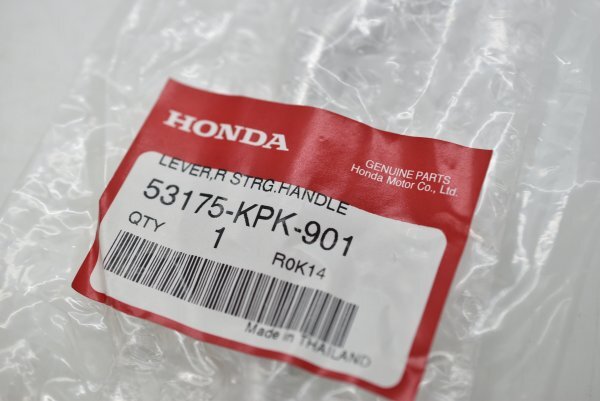 HONDA
GENUINE PARTS
Honda Motor Co., Ltd.
LEVER,R STRG.HANDLE
53175-KPK-901
QTY 1 R0K14
Made in THAILAND